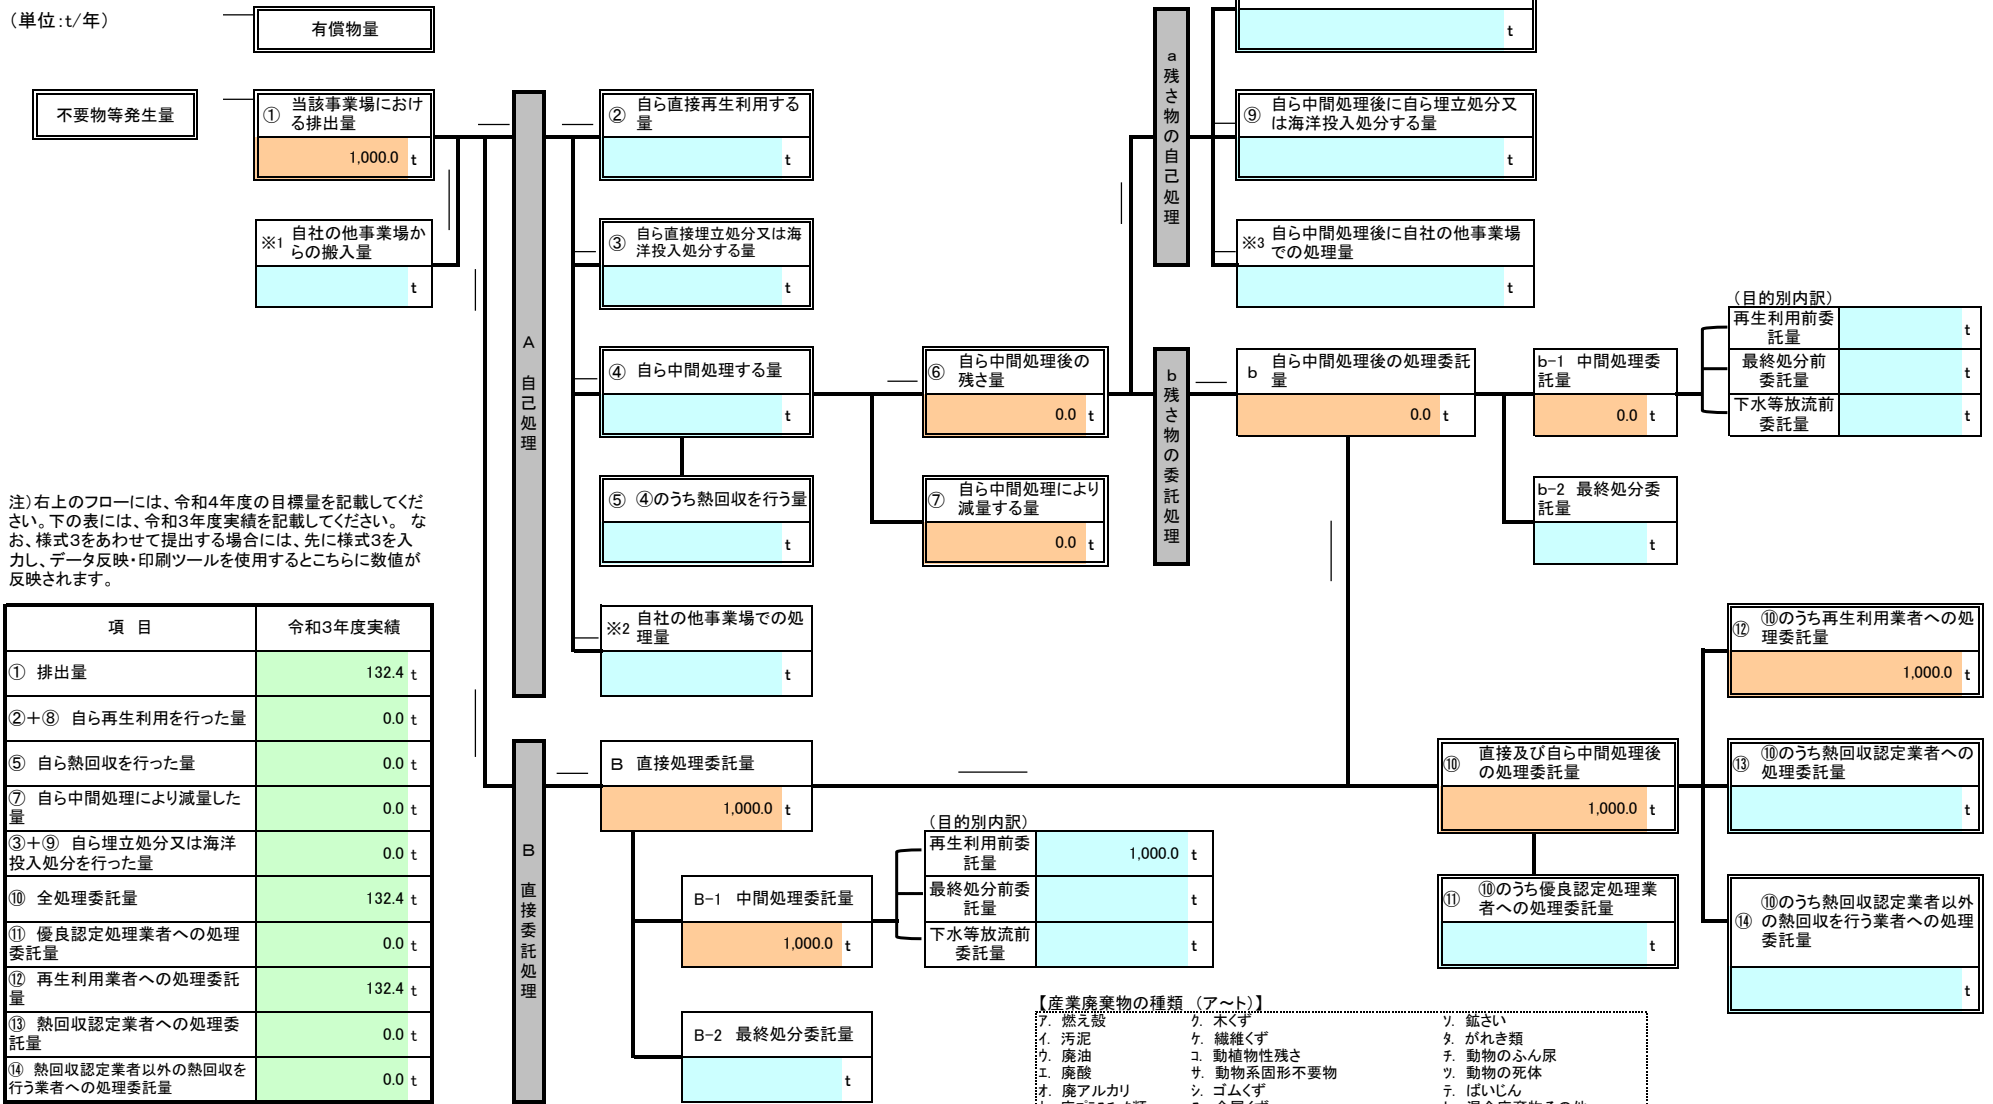 （単位：t/年）
有償物量
不要物等発生量
① 当該事業場におけ
る排出量
1,000.0 t
※1 自社の他事業場か
らの搬入量
t
A 自己処理
② 自ら直接再生利用する
量
t
③ 自ら直接埋立処分又は海
洋投入処分する量
t
④ 自ら中間処理する量
t
⑤ ④のうち熱回収を行う量
t
※2 自社の他事業場での処
理量
t
⑥ 自ら中間処理後の
残さ量
0.0 t
⑦ 自ら中間処理により
減量する量
0.0 t
a 残さ物の自己処理
t
⑨ 自ら中間処理後に自ら埋立処分又
は海洋投入処分する量
t
※3 自ら中間処理後に自社の他事業場
での処理量
t
b 残さ物の委託処理
b 自ら中間処理後の処理委託
量
0.0 t
b-1 中間処理委
託量
0.0 t
（目的別内訳）
再生利用前委
託量
t
最終処分前
委託量
t
下水等放流前
委託量
t
b-2 最終処分委
託量
t
注）右上のフローには、令和４年度の目標量を記載してくだ
さい。下の表には、令和３年度実績を記載してください。 な
お、様式３をあわせて提出する場合には、先に様式３を入
力し、データ反映・印刷ツールを使用するとこちらに数値が
反映されます。
項 目 令和３年度実績
① 排出量 132.4 t
②＋⑧ 自ら再生利用を行った量 0.0 t
⑤ 自ら熱回収を行った量 0.0 t
⑦ 自ら中間処理により減量した
量 0.0 t
③＋⑨ 自ら埋立処分又は海洋
投入処分を行った量 0.0 t
⑩ 全処理委託量 132.4 t
⑪ 優良認定処理業者への処理
委託量 0.0 t
⑫ 再生利用業者への処理委託
量 132.4 t
⑬ 熱回収認定業者への処理委
託量 0.0 t
⑭ 熱回収認定業者以外の熱回収を
行う業者への処理委託量 0.0 t
B 直接委託処理
B 直接処理委託量
1,000.0 t
B-1 中間処理委託量
1,000.0 t
（目的別内訳）
再生利用前委
託量
1,000.0 t
最終処分前委
託量
t
下水等放流前
委託量
t
B-2 最終処分委託量
t
⑩ 直接及び自ら中間処理後
の処理委託量
1,000.0 t
⑪ ⑩のうち優良認定処理業
者への処理委託量
t
⑫ ⑩のうち再生利用業者への処
理委託量
1,000.0 t
⑬ ⑩のうち熱回収認定業者への
処理委託量
t
⑭ ⑩のうち熱回収認定業者以外
の熱回収を行う業者への処理
委託量
t
【産業廃棄物の種類 （ア～ト）】
ア. 燃え殻 ク. 木くず ソ. 鉱さい
イ. 汚泥 ケ. 繊維くず タ. がれき類
ウ. 廃油 コ. 動植物性残さ チ. 動物のふん尿
エ. 廃酸 サ. 動物系固形不要物 ツ. 動物の死体
オ. 廃アルカリ シ. ゴムくず テ. ばいじん